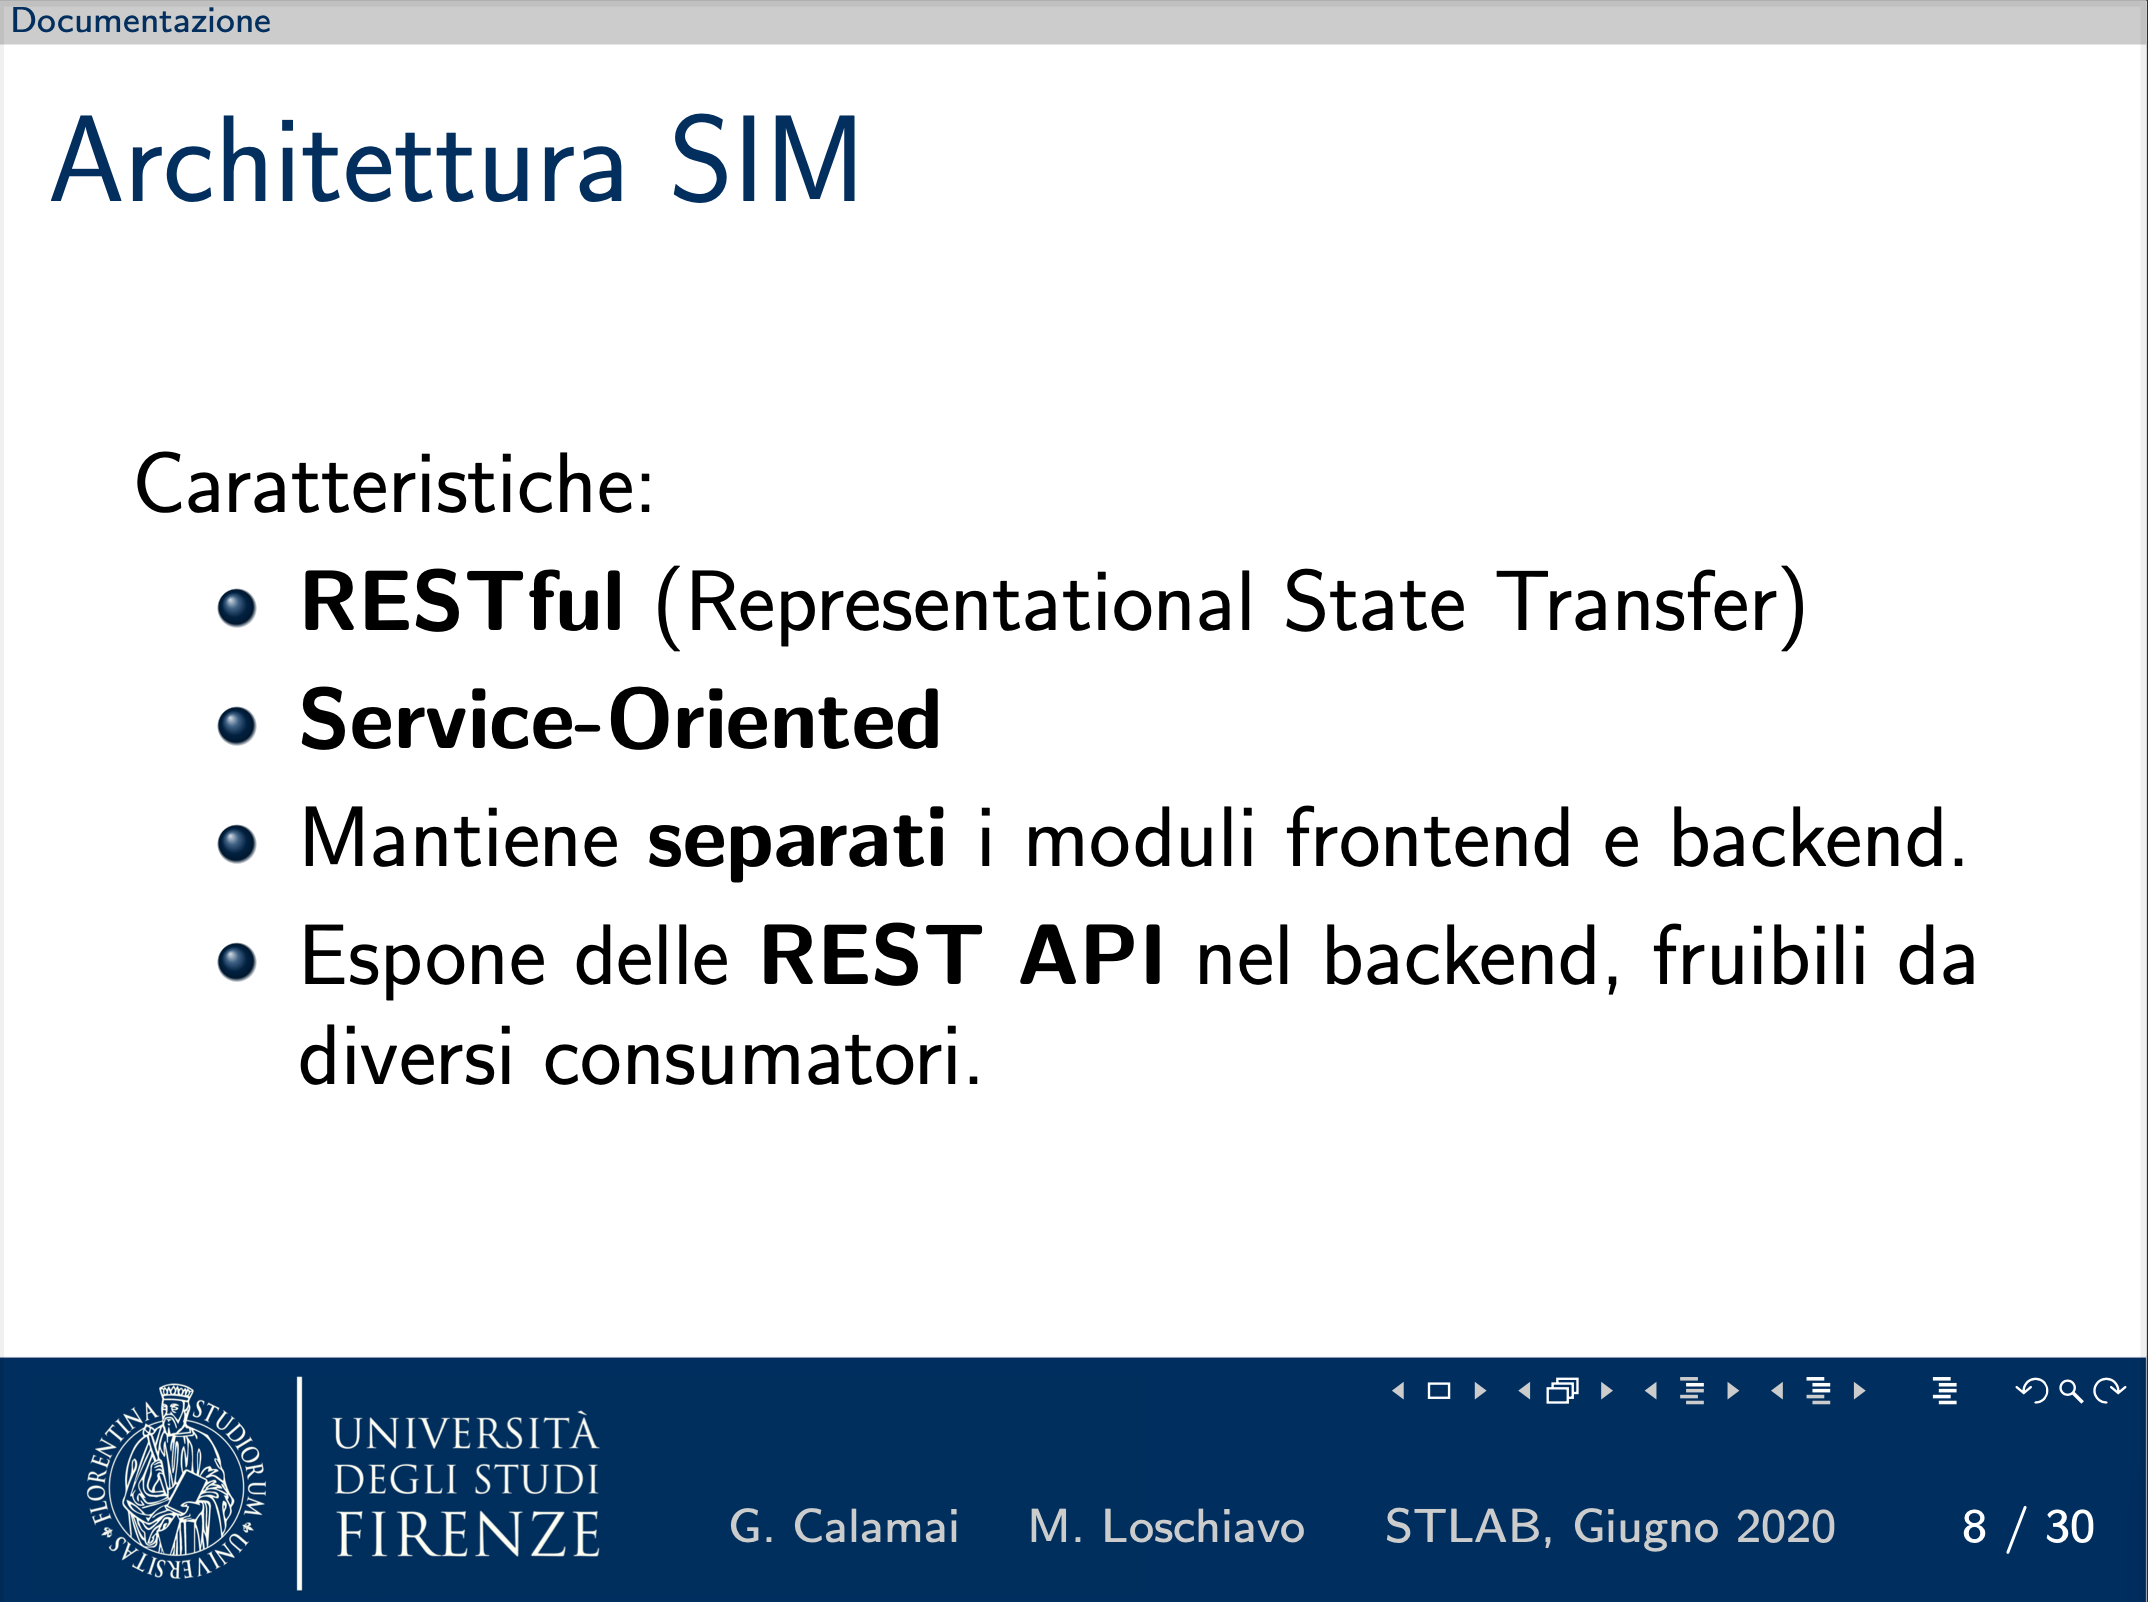 Documentazione
Architettura SIM
Caratteristiche:
RESTful (Representational State Transfer)
Service-Oriented
Mantiene separati i moduli frontend e backend.
Espone delle REST API nel backend, fruibili da
diversi consumatori.
FLORENTINA STUDIORUM UNIVERSITAS
UNIVERSITÀ
DEGLI STUDI
FIRENZE
G. Calamai M. Loschiavo STLAB, Giugno 2020 8 / 30